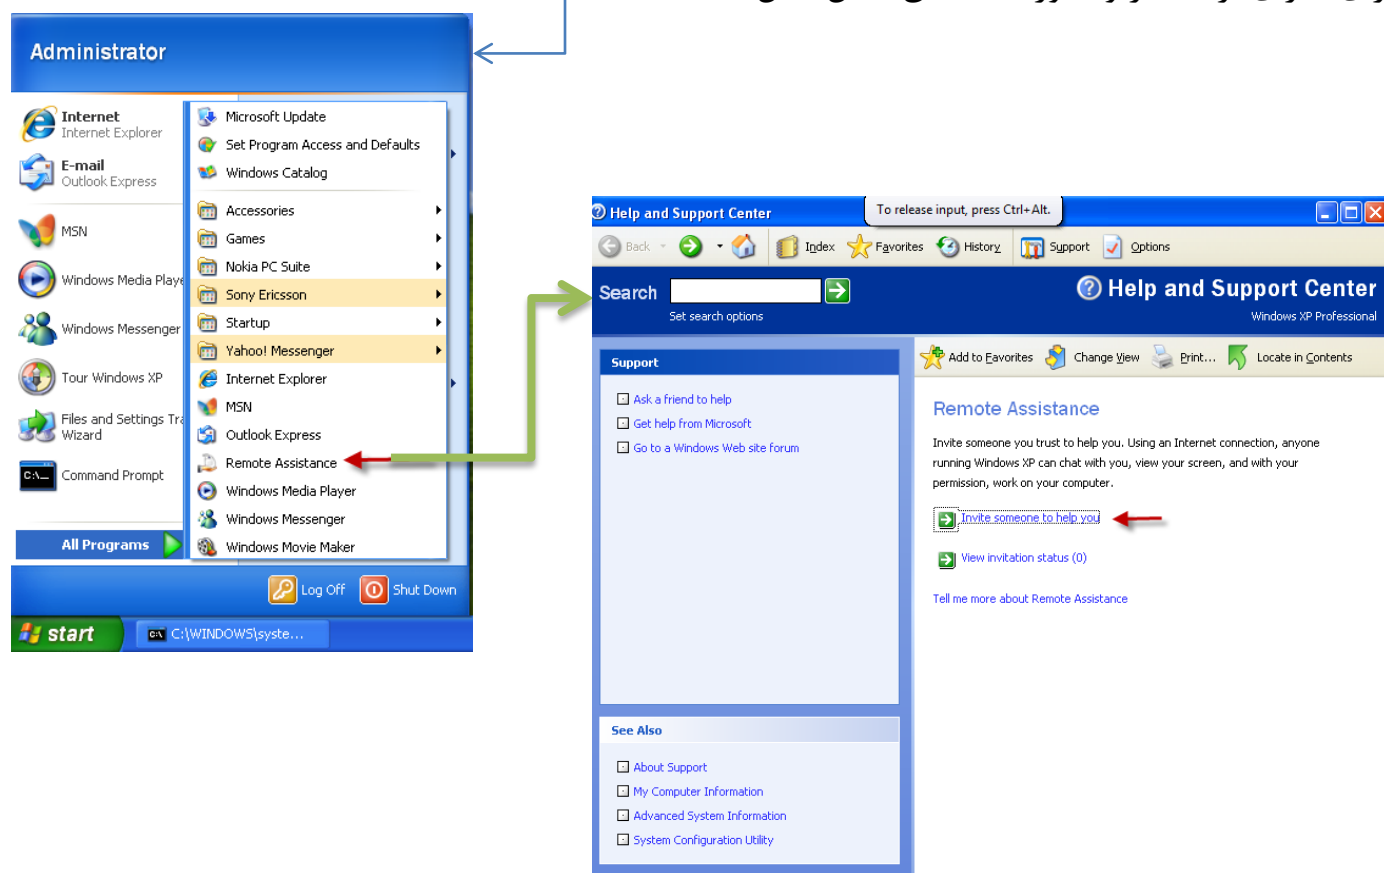 Administrator
Internet
Internet Explorer
E-mail
Outlook Express
MSN
Windows Media Playe
Windows Messenger
Tour Windows XP
Files and Settings Tra
Wizard
Command Prompt
All Programs
Microsoft Update
Set Program Access and Defaults
Windows Catalog
Accessories
Games
Nokia PC Suite
Sony Ericsson
Startup
Yahoo! Messenger
Internet Explorer
MSN
Outlook Express
Remote Assistance
Windows Media Player
Windows Messenger
Windows Movie Maker
Log Off Shut Down
start C:\WINDOWS\syste...
Help and Support Center
To release input, press Ctrl+Alt.
Back Index Favorites History Support Options
Search
Set search options
Help and Support Center
Windows XP Professional
Support
Ask a friend to help
Get help from Microsoft
Go to a Windows Web site forum
See Also
About Support
My Computer Information
Advanced System Information
System Configuration Utility
Add to Favorites Change View Print... Locate in Contents
Remote Assistance
Invite someone you trust to help you. Using an Internet connection, anyone
running Windows XP can chat with you, view your screen, and with your
permission, work on your computer.
Invite someone to help you
View invitation status (0)
Tell me more about Remote Assistance